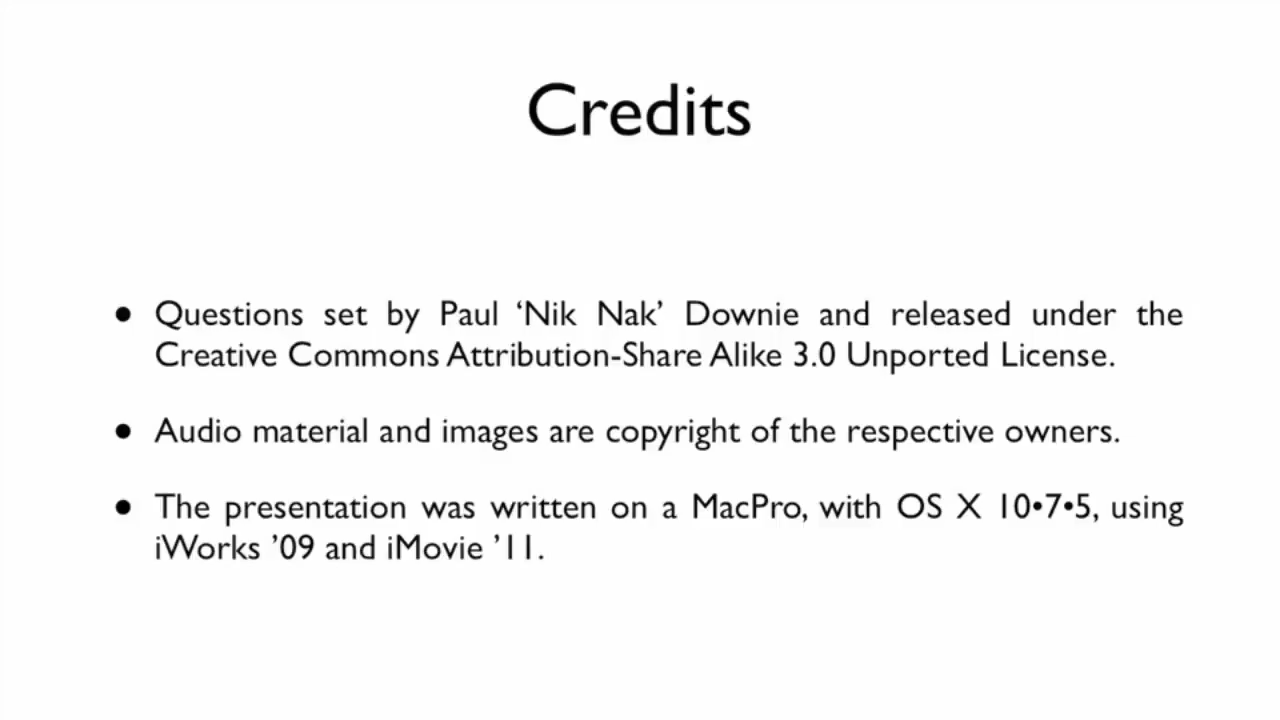 Credits
• Questions set by Paul ‘Nik Nak’ Downie and released under the
Creative Commons Attribution-Share Alike 3.0 Unported License.
• Audio material and images are copyright of the respective owners.
• The presentation was written on a MacPro, with OS X 10•7•5, using
iWorks ’09 and iMovie ’11.